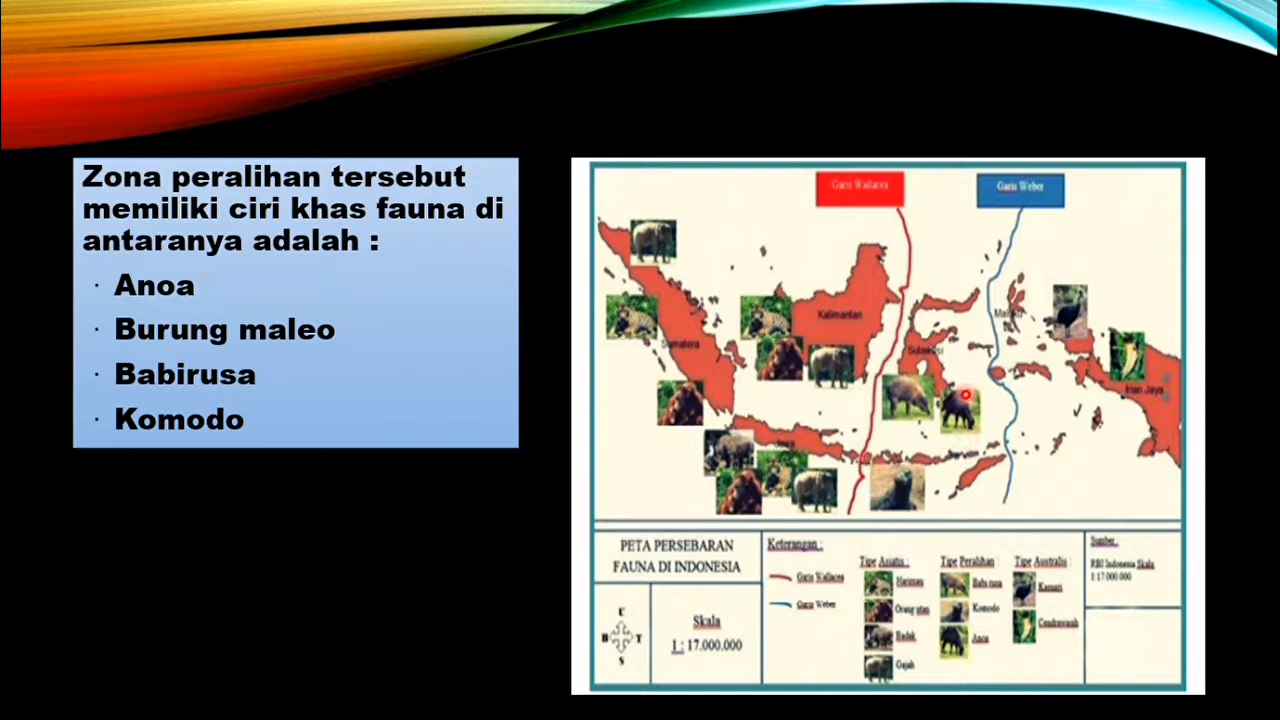 Zona peralihan tersebut
memiliki ciri khas fauna di
antaranya adalah :
· Anoa
· Burung maleo
· Babirusa
· Komodo
Garis Wallacea
Garis Weber
Kalimantan
Sumatera
Sulawesi
Irian Jaya
Jawa
PETA PERSEBARAN
FAUNA DI INDONESIA
U
B T
S
Skala
1 : 17.000.000
Keterangan :
Garis Wallacea
Garis Weber
Tipe Asiatis :
Harimau
Orang utan
Badak
Gajah
Tipe Peralihan :
Babi rusa
Komodo
Anoa
Tipe Australis :
Kasuari
Cendrawasih
Sumber :
RBI Indonesia Skala
1:17.000.000